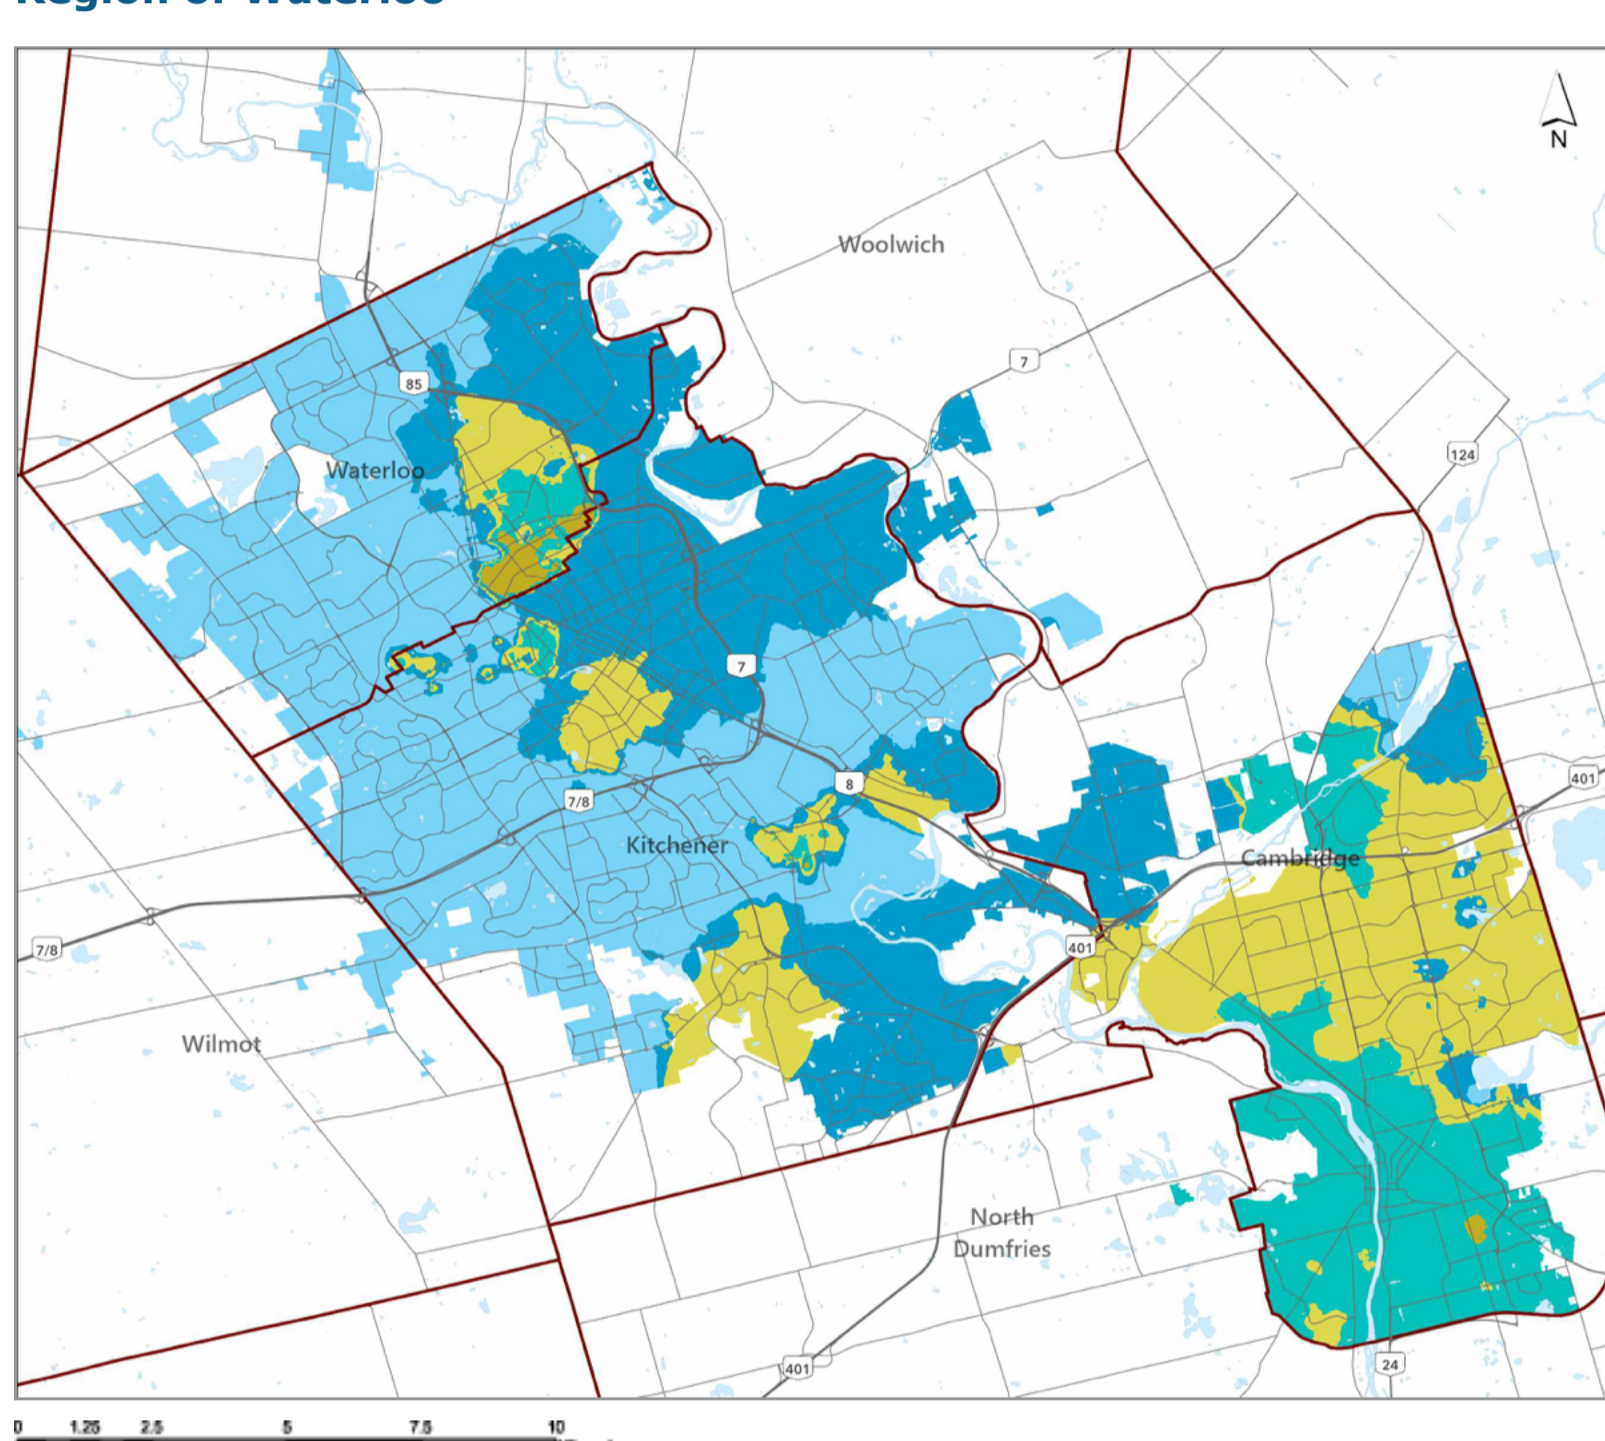 Region of Waterloo
N
Woolwich
7
85
124
Waterloo
7
401
8
7/8
Kitchener
Cambridge
401
7/8
Wilmot
North
Dumfries
401
24
0 1.25 2.5 5 7.5 10